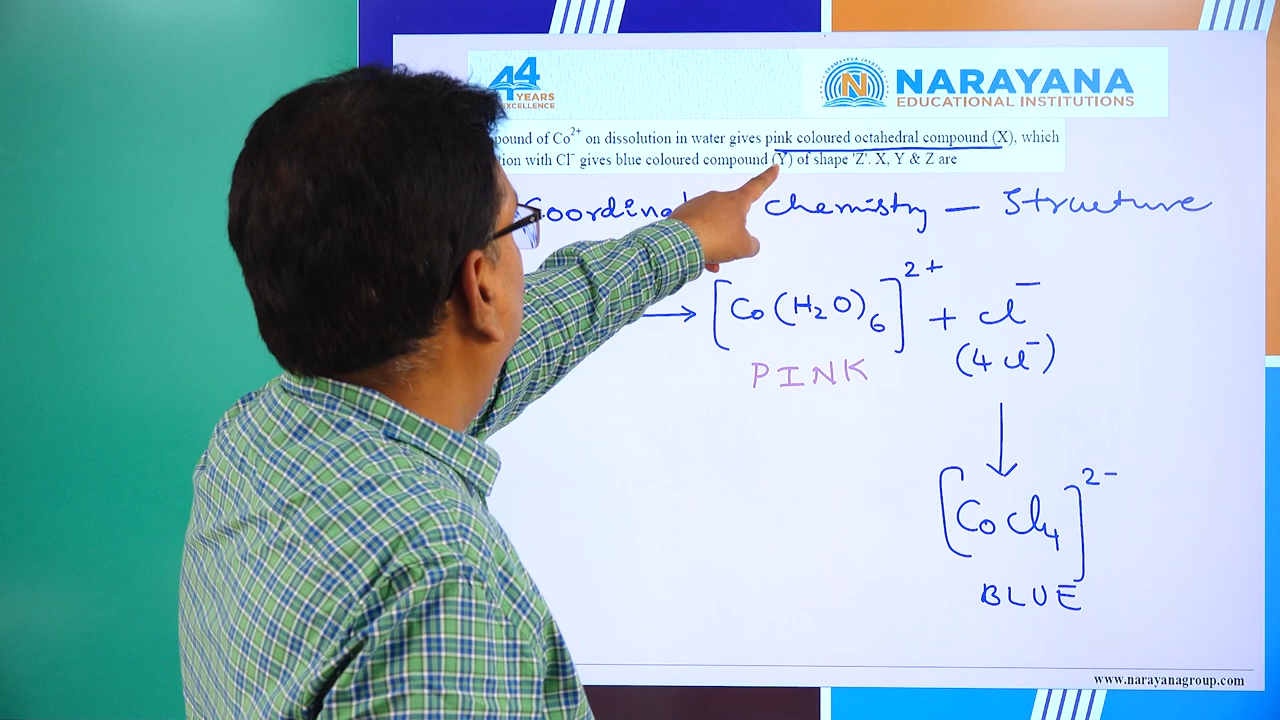 44 YEARS EXCELLENCE
NARAYANA
EDUCATIONAL INSTITUTIONS
pound of Co²⁺ on dissolution in water gives pink coloured octahedral compound (X), which
tion with Cl⁻ gives blue coloured compound (Y) of shape 'Z'. X, Y & Z are
Coordina chemistry — Structure
→ [Co(H₂O)₆]²⁺ + Cl⁻
(4 Cl⁻)
PINK
↓
[CoCl₄]²⁻
BLUE
www.narayanagroup.com